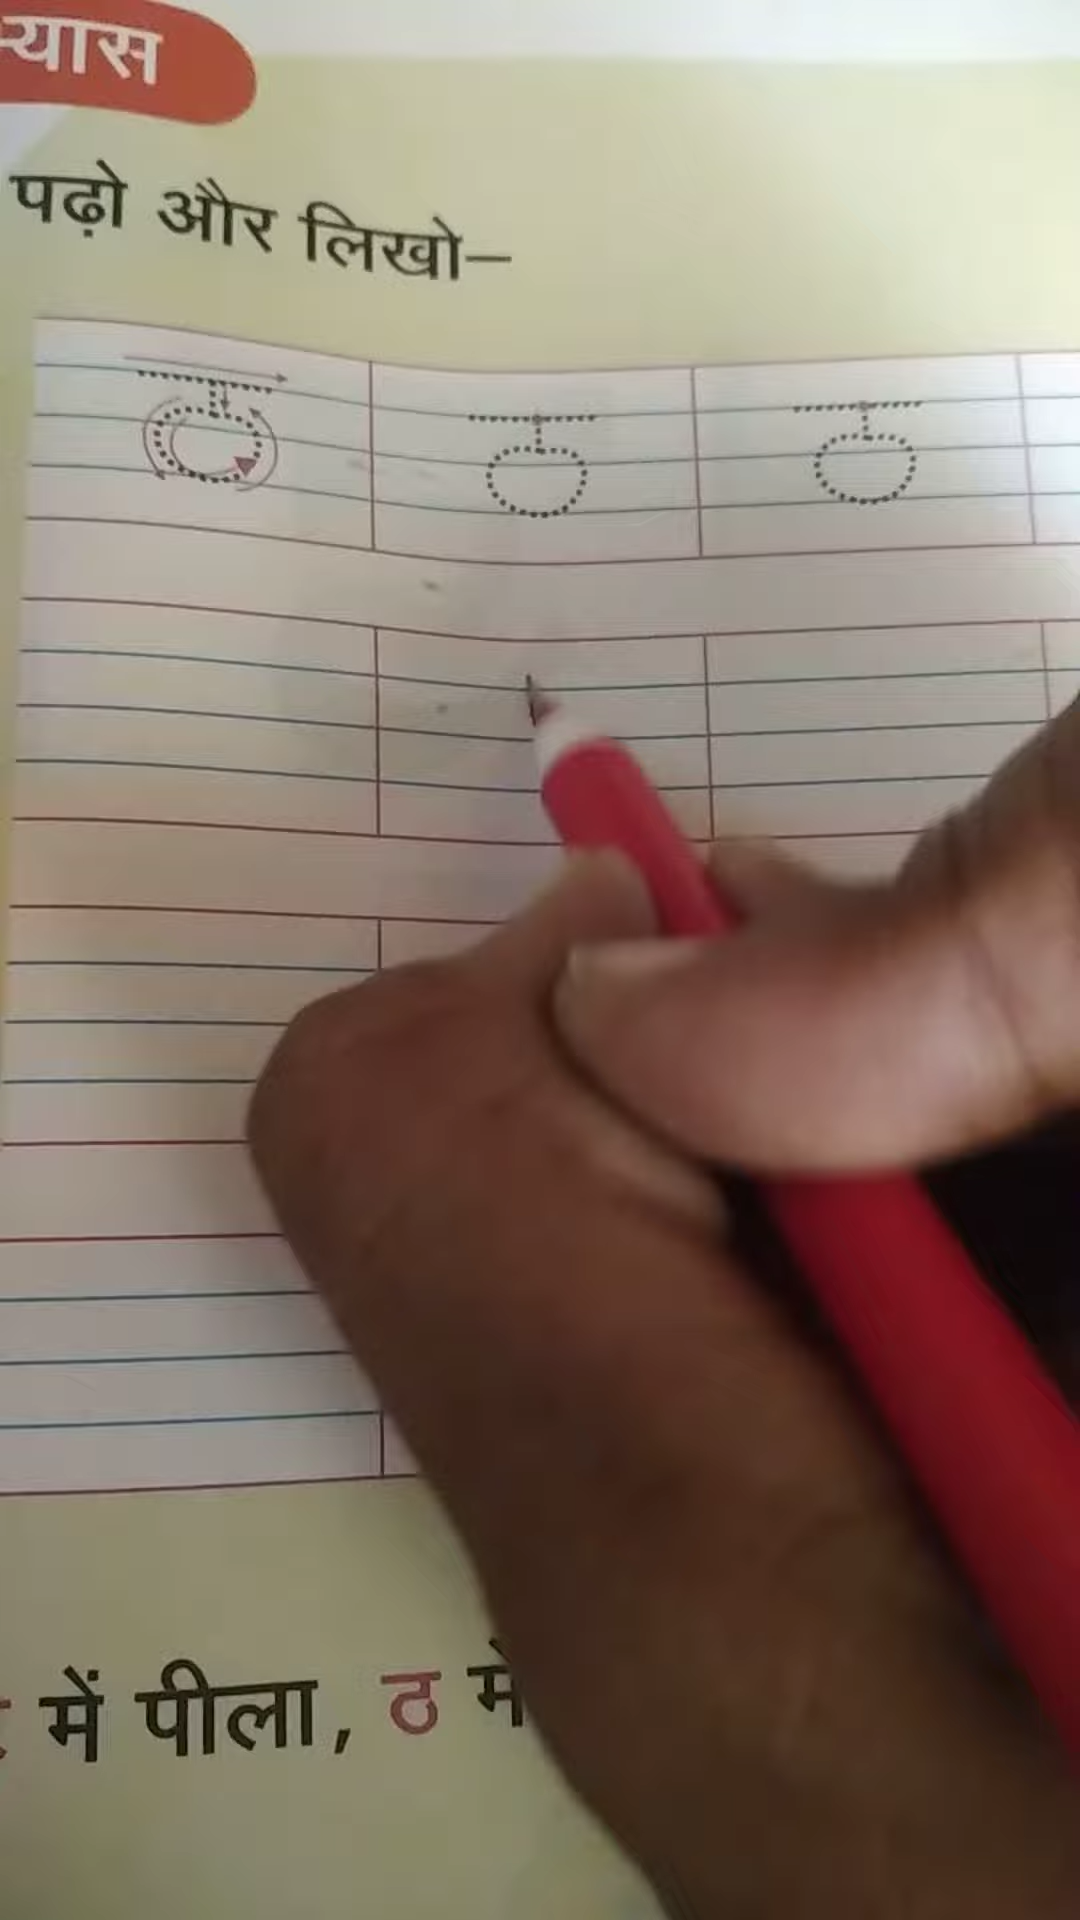 पढ़ो और लिखो–
ठ ठ ठ
में पीला, ठ में